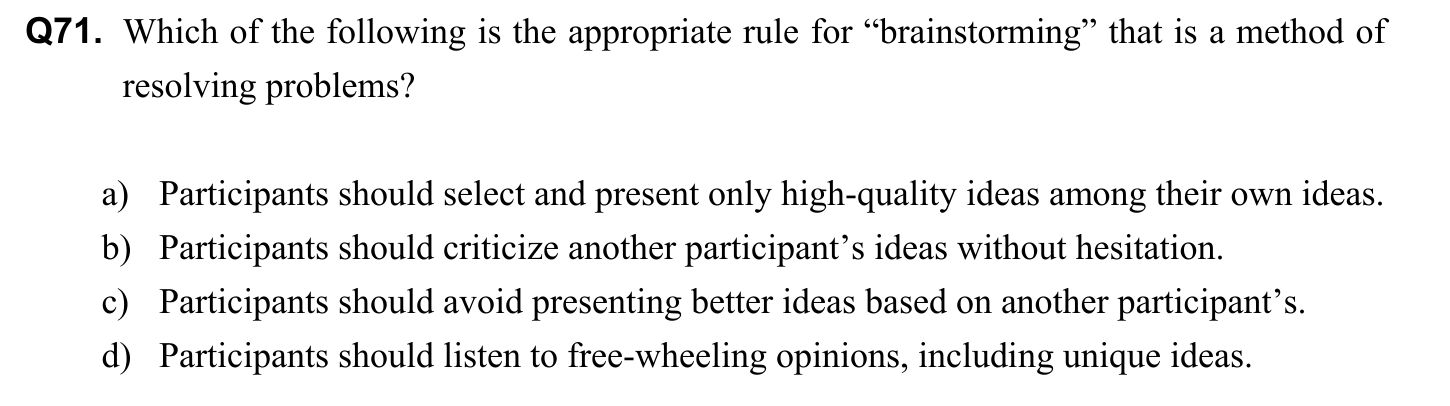 Q71. Which of the following is the appropriate rule for “brainstorming” that is a method of
resolving problems?
a) Participants should select and present only high-quality ideas among their own ideas.
b) Participants should criticize another participant’s ideas without hesitation.
c) Participants should avoid presenting better ideas based on another participant’s.
d) Participants should listen to free-wheeling opinions, including unique ideas.